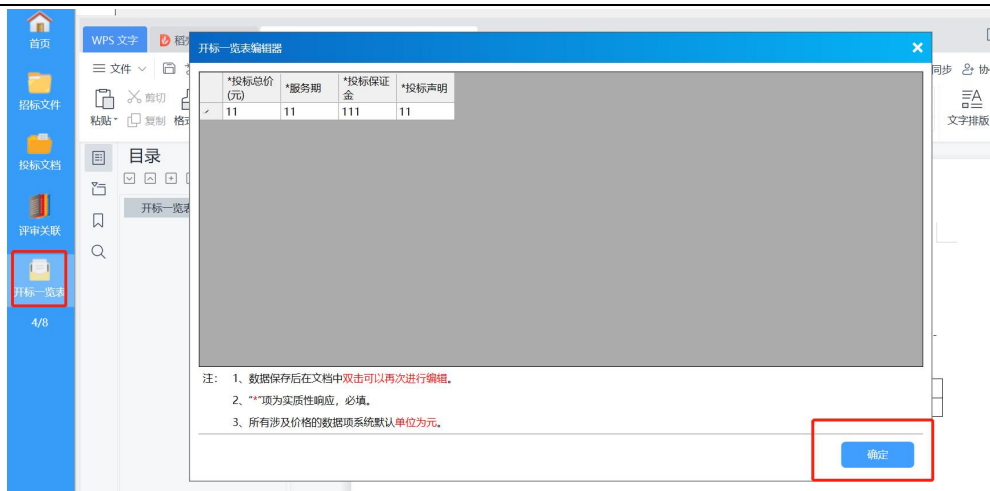 首页
招标文件
投标文档
评审关联
开标一览表
4/8
WPS 文字
文件
剪切
粘贴
复制
目录
开标一览表
开标一览表编辑器
*投标总价(元) *服务期 *投标保证金 *投标声明
11 11 111 11
注: 1、数据保存后在文档中双击可以再次进行编辑。
2、“*”项为实质性响应，必填。
3、所有涉及价格的数据项系统默认单位为元。
确定
同步
文字排版